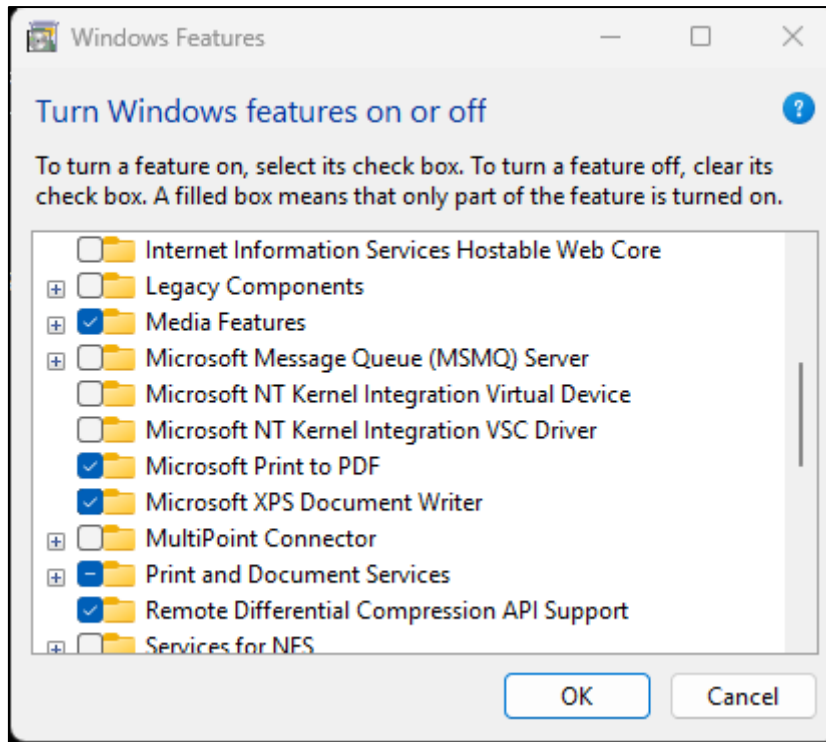 Windows Features
Turn Windows features on or off
?
To turn a feature on, select its check box. To turn a feature off, clear its
check box. A filled box means that only part of the feature is turned on.
Internet Information Services Hostable Web Core
Legacy Components
Media Features
Microsoft Message Queue (MSMQ) Server
Microsoft NT Kernel Integration Virtual Device
Microsoft NT Kernel Integration VSC Driver
Microsoft Print to PDF
Microsoft XPS Document Writer
MultiPoint Connector
Print and Document Services
Remote Differential Compression API Support
Services for NFS
OK
Cancel